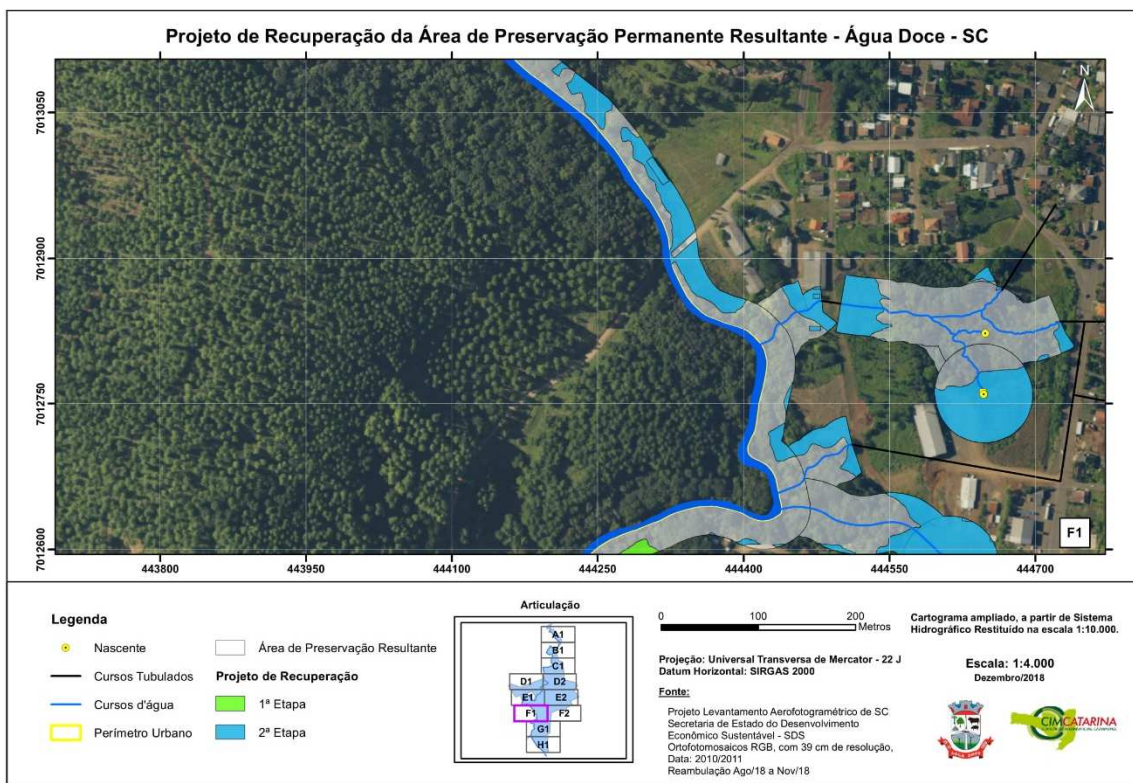 Projeto de Recuperação da Área de Preservação Permanente Resultante - Água Doce - SC
N
7013050
7012900
7012750
7012600
F1
443800
443950
444100
444250
444400
444550
444700
Legenda
Nascente
Cursos Tubulados
Cursos d'água
Perímetro Urbano
Área de Preservação Resultante
Projeto de Recuperação
1ª Etapa
2ª Etapa
Articulação
A1
B1
C1
D1
D2
E1
E2
F1
F2
G1
H1
0
100
200
Metros
Projeção: Universal Transversa de Mercator - 22 J
Datum Horizontal: SIRGAS 2000
Fonte:
Projeto Levantamento Aerofotogramétrico de SC
Secretaria de Estado do Desenvolvimento
Econômico Sustentável - SDS
Ortofotomosaicos RGB, com 39 cm de resolução,
Data: 2010/2011
Reambulação Ago/18 a Nov/18
Cartograma ampliado, a partir de Sistema
Hidrográfico Restituído na escala 1:10.000.
Escala: 1:4.000
Dezembro/2018
CIMCATARINA